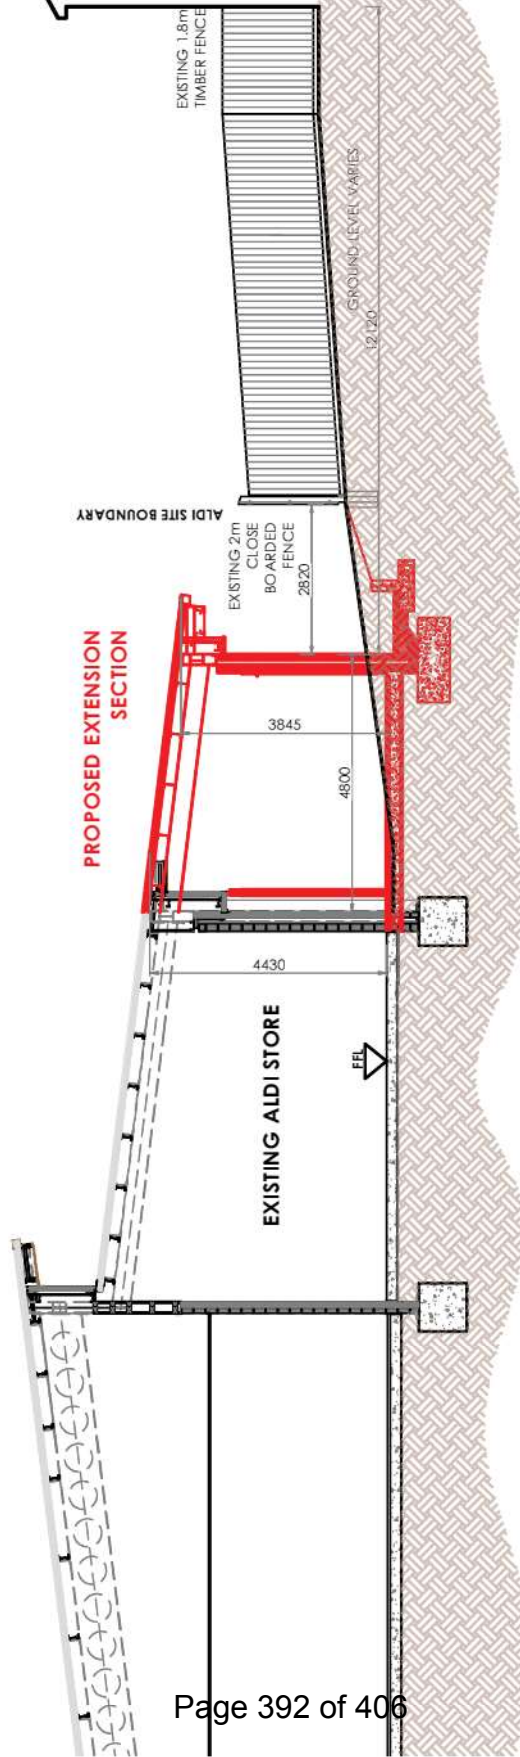 EXISTING 1.8m
TIMBER FENCE
GROUND LEVEL VARIES
12120
ALDI SITE BOUNDARY
EXISTING 2m
CLOSE
BOARDED
FENCE
2820
PROPOSED EXTENSION
SECTION
3845
4800
4430
EXISTING ALDI STORE
FFL
Page 392 of 406